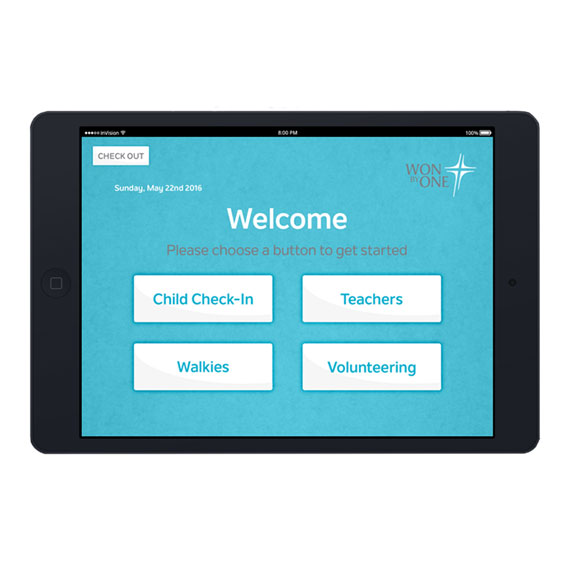 ●●●●○ InVision 8:00 PM 100%
CHECK OUT
WON
by
ONE
Sunday, May 22nd 2016
Welcome
Please choose a button to get started
Child Check-In
Teachers
Walkies
Volunteering